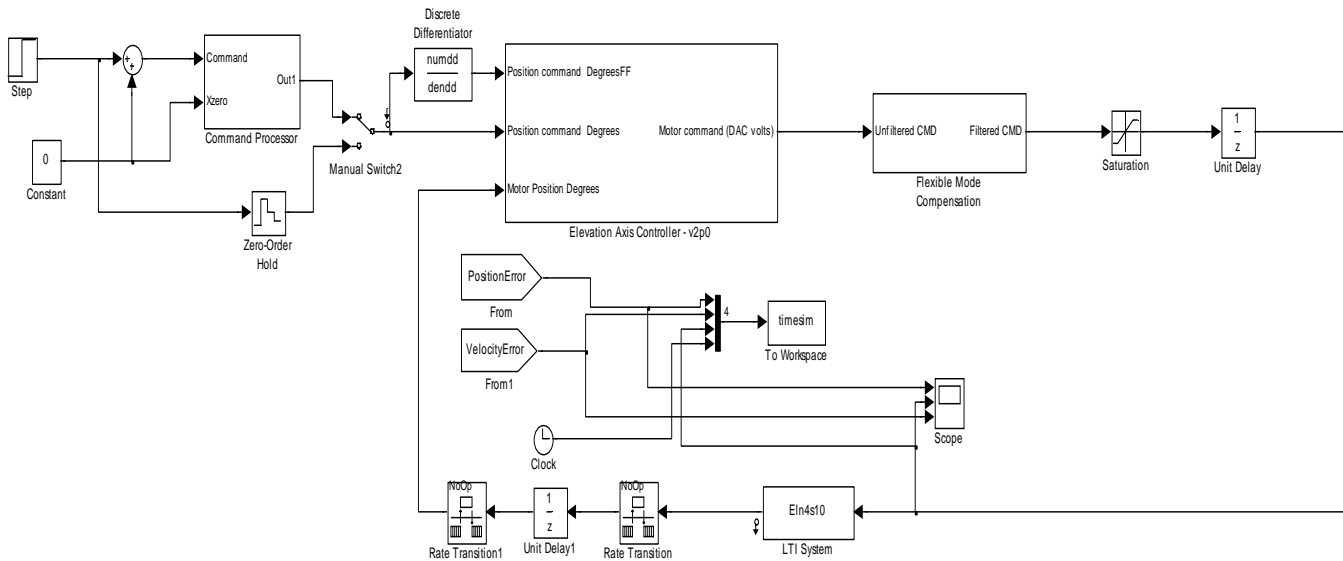 Step
0
Constant
Command
Xzero
Out1
Command Processor
Zero-Order
Hold
Manual Switch2
Discrete
Differentiator
numdd
dendd
Position command DegreesFF
Position command Degrees
Motor Position Degrees
Motor command (DAC volts)
Elevation Axis Controller - v2p0
Unfiltered CMD
Filtered CMD
Flexible Mode
Compensation
Saturation
1
z
Unit Delay
PositionError
From
VelocityError
From1
4
timesim
To Workspace
Scope
Clock
NoOp
Rate Transition1
1
z
Unit Delay1
NoOp
Rate Transition
Eln4s10
LTI System